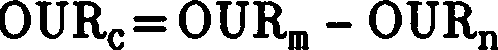 OUR_c = OUR_m - OUR_n